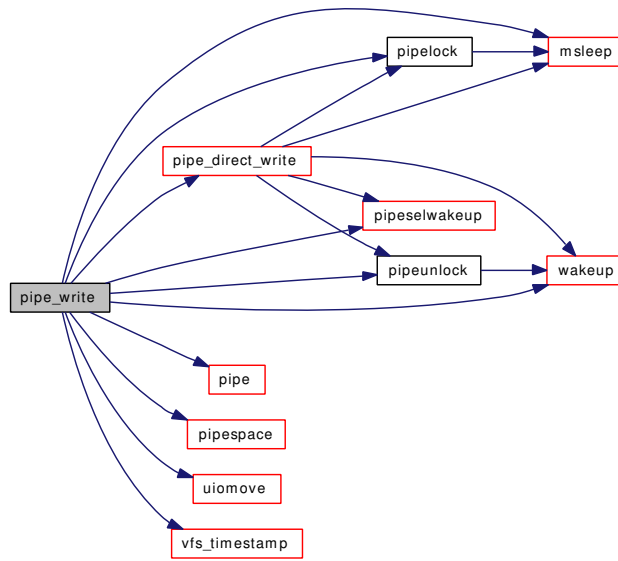 pipelock
msleep
pipe_direct_write
pipeselwakeup
pipeunlock
wakeup
pipe_write
pipe
pipespace
uiomove
vfs_timestamp